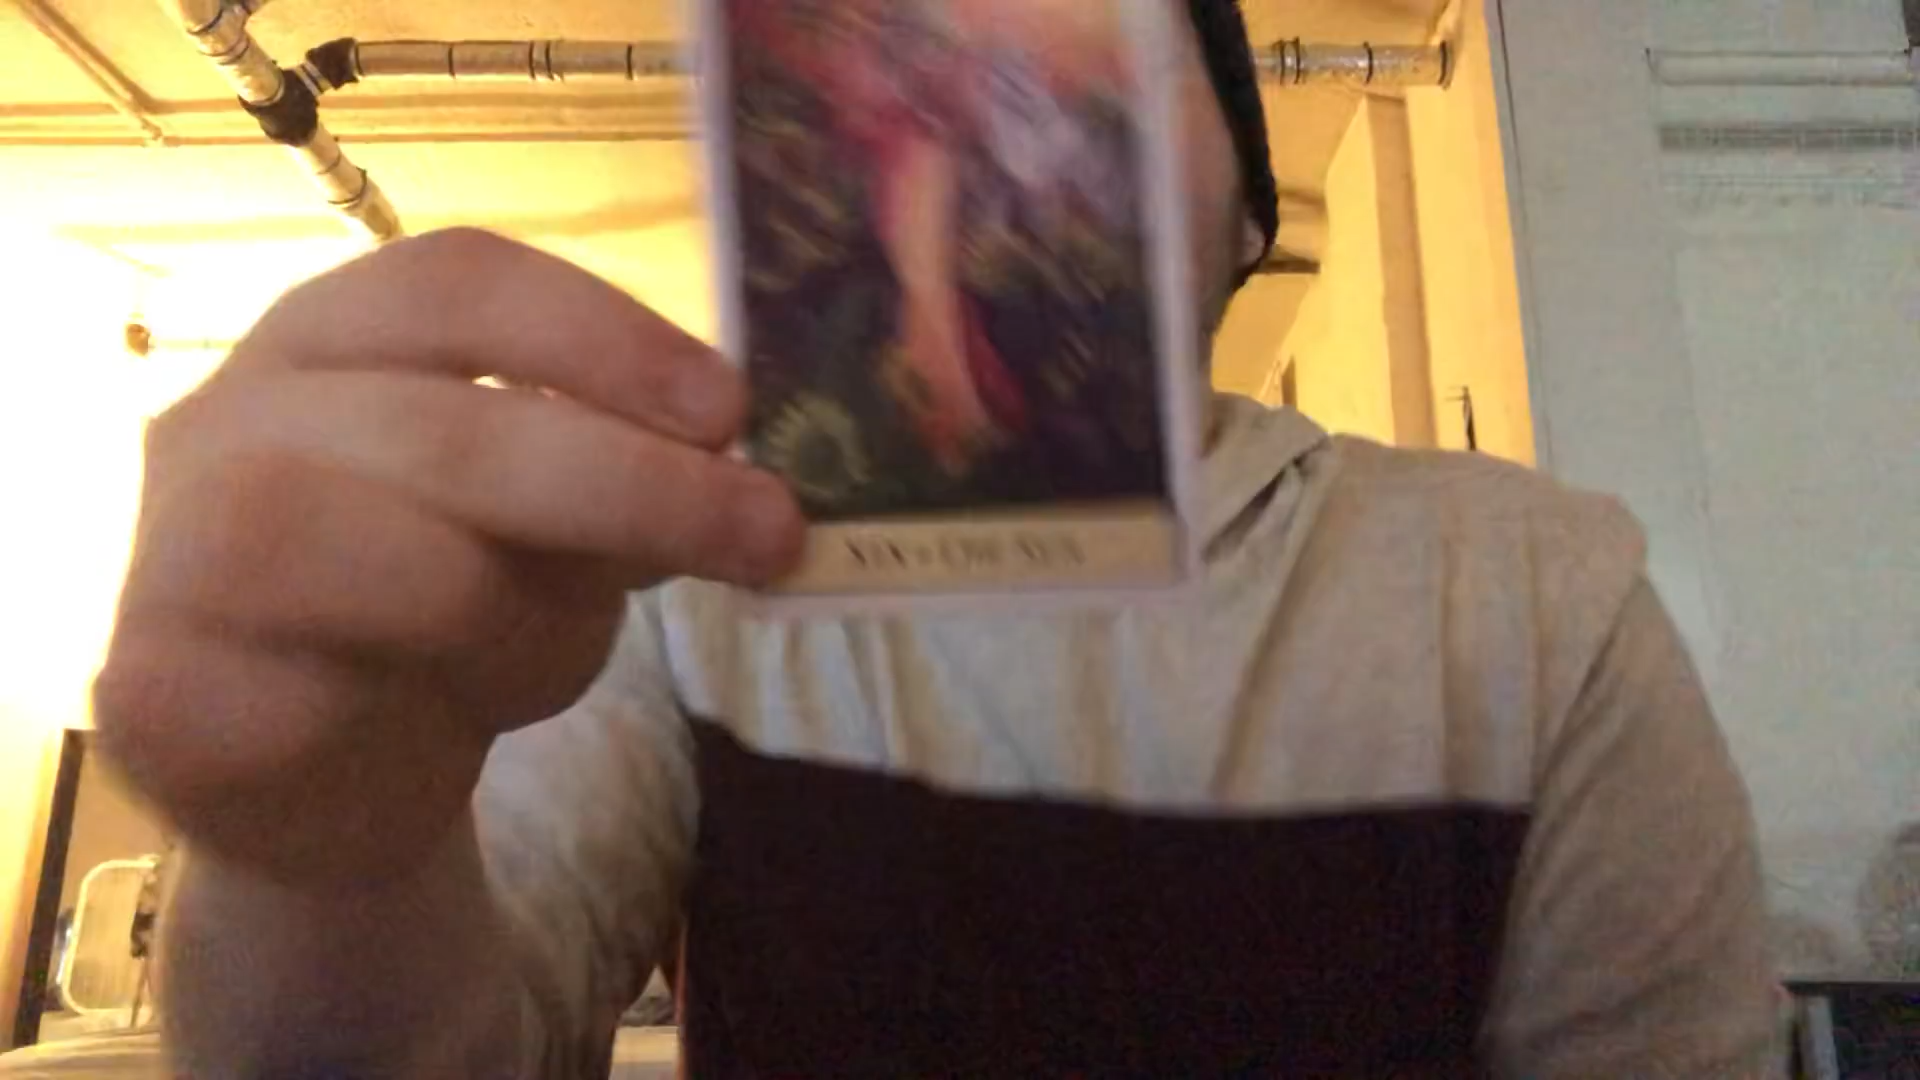 XIX • THE SUN